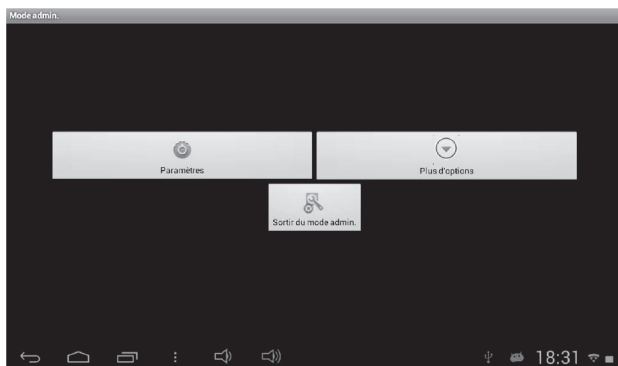 Mode admin.
Paramètres
Plus d'options
Sortir du mode admin.
18:31